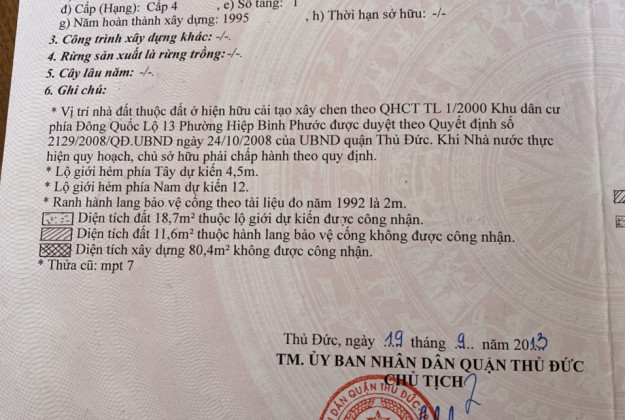 d) Cấp (Hạng): Cấp 4 , e) Số tầng: 1
g) Năm hoàn thành xây dựng: 1995 , h) Thời hạn sở hữu: -/-
3. Công trình xây dựng khác: -/-.
4. Rừng sản xuất là rừng trồng:-/-.
5. Cây lâu năm: -/-.
6. Ghi chú:
* Vị trí nhà đất thuộc đất ở hiện hữu cải tạo xây chen theo QHCT TL 1/2000 Khu dân cư
phía Đông Quốc Lộ 13 Phường Hiệp Bình Phước được duyệt theo Quyết định số
2129/2008/QĐ.UBND ngày 24/10/2008 của UBND quận Thủ Đức. Khi Nhà nước thực
hiện quy hoạch, chủ sở hữu phải chấp hành theo quy định.
* Lộ giới hẻm phía Tây dự kiến 4,5m.
* Lộ giới hẻm phía Nam dự kiến 12.
* Ranh hành lang bảo vệ cống theo tài liệu đo năm 1992 là 2m.
Diện tích đất 18,7m² thuộc lộ giới dự kiến được công nhận.
Diện tích đất 11,6m² thuộc hành lang bảo vệ cống không được công nhận.
Diện tích xây dựng 80,4m² không được công nhận.
* Thửa cũ: mpt 7
Thủ Đức, ngày 19 tháng 9.. năm 2013
TM. ỦY BAN NHÂN DÂN QUẬN THỦ ĐỨC
CHỦ TỊCH
DÂN QUẬN THỦ ĐỨC